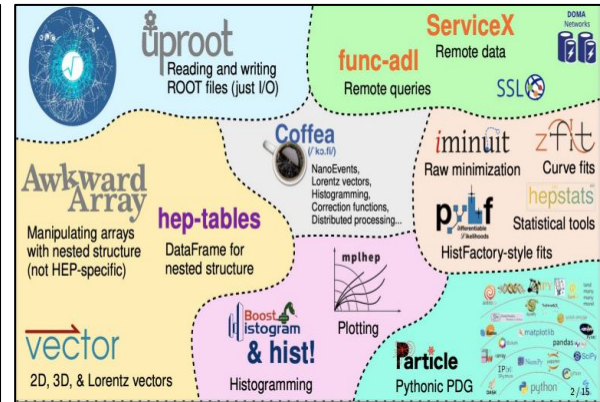 uproot
Reading and writing
ROOT files (just I/O)
ServiceX
Remote data
func-adl
Remote queries
DOMA
Networks
SSL
Coffea
(/ˈkɔ.fi/)
NanoEvents,
Lorentz vectors,
Histogramming,
Correction functions,
Distributed processing...
iminuit
Raw minimization
zfit
Curve fits
hepstats
Statistical tools
pyhf
Differentiable
likelihoods
HistFactory-style fits
Awkward
Array
Manipulating arrays
with nested structure
(not HEP-specific)
hep-tables
DataFrame for
nested structure
vector
2D, 3D, & Lorentz vectors
Boost
Histogram
& hist!
Histogramming
mplhep
Plotting
Particle
Pythonic PDG
matplotlib
pandas
NumPy
SciPy
IP[y]:
python
2 / 15